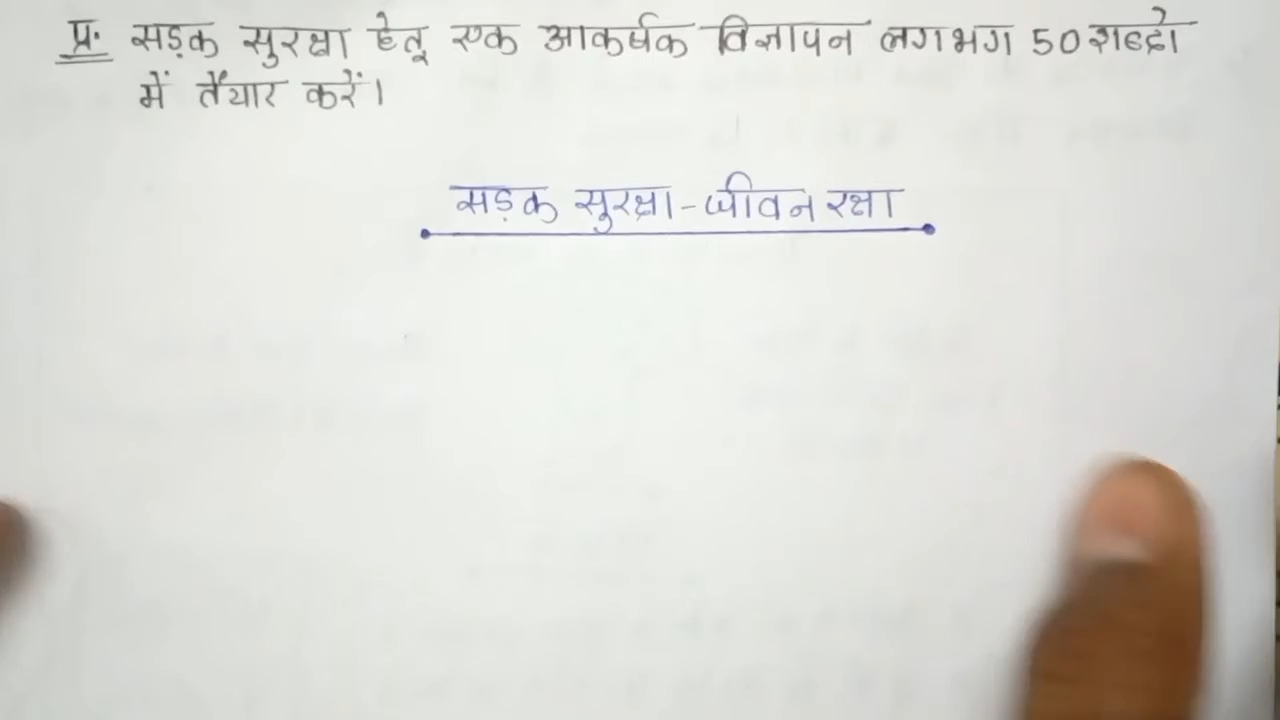 प्र. सड़क सुरक्षा हेतू एक आकर्षक विज्ञापन लगभग 50 शब्दो
में तैयार करें।
सड़क सुरक्षा - जीवन रक्षा